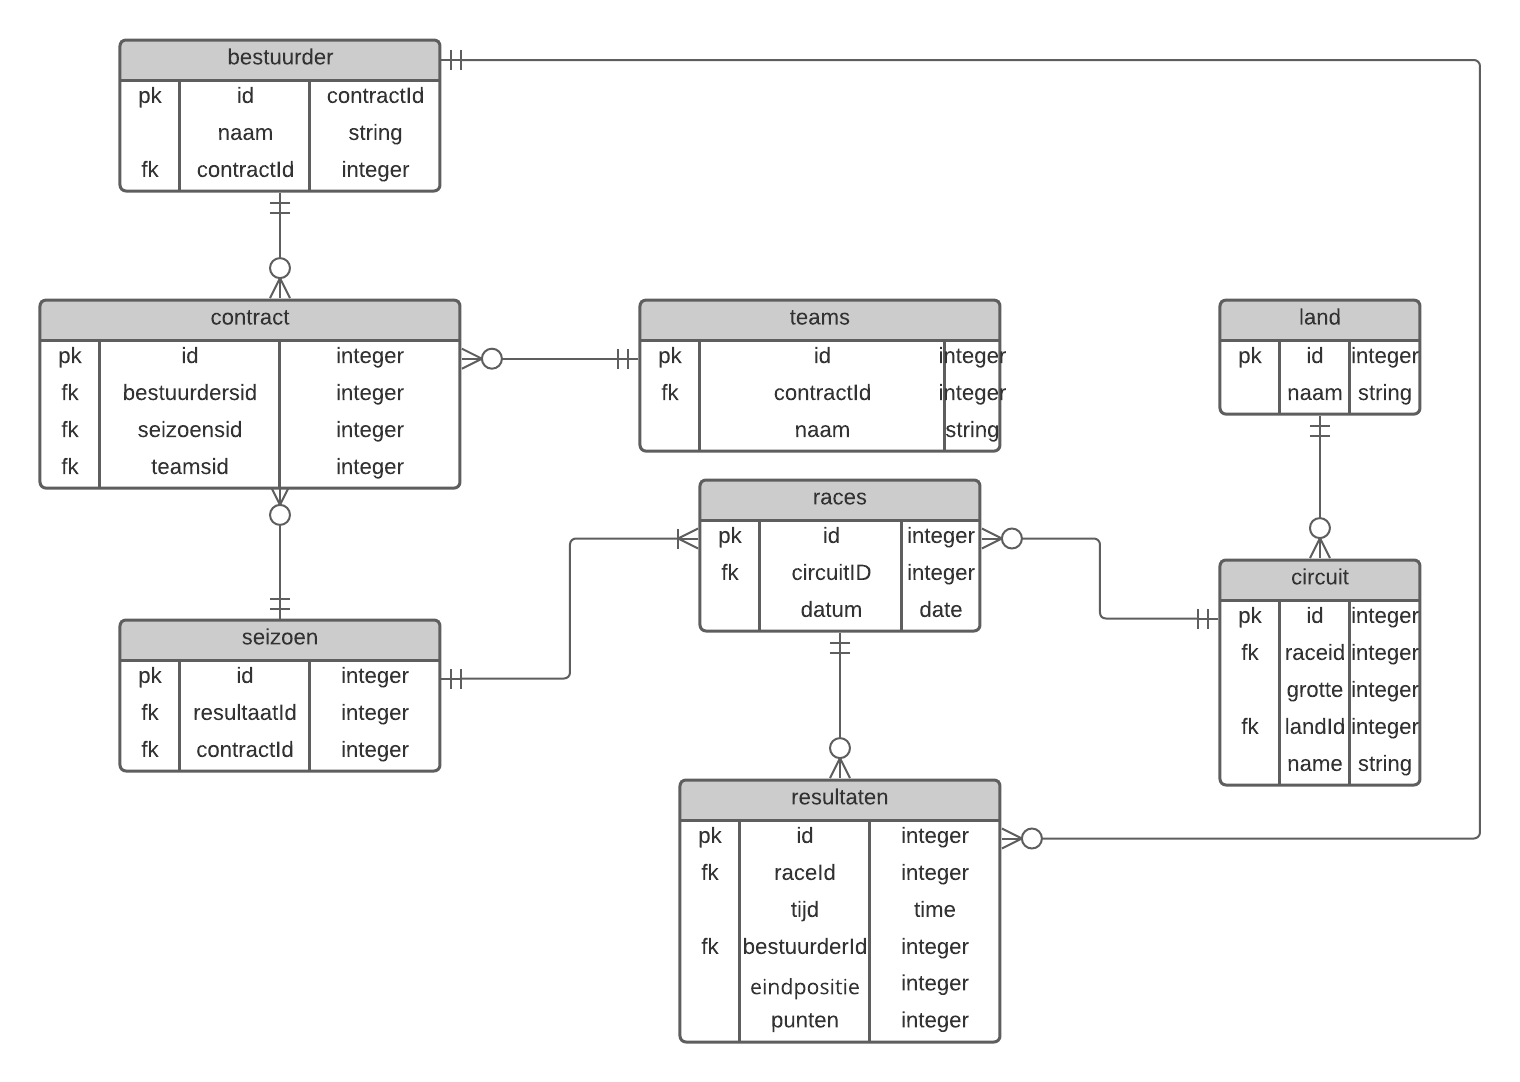 bestuurder
pk id contractId
naam string
fk contractId integer
contract
pk id integer
fk bestuurdersid integer
fk seizoensid integer
fk teamsid integer
teams
pk id integer
fk contractId integer
naam string
land
pk id integer
naam string
races
pk id integer
fk circuitID integer
datum date
circuit
pk id integer
fk raceid integer
grotte integer
fk landId integer
name string
seizoen
pk id integer
fk resultaatId integer
fk contractId integer
resultaten
pk id integer
fk raceId integer
tijd time
fk bestuurderId integer
eindpositie integer
punten integer